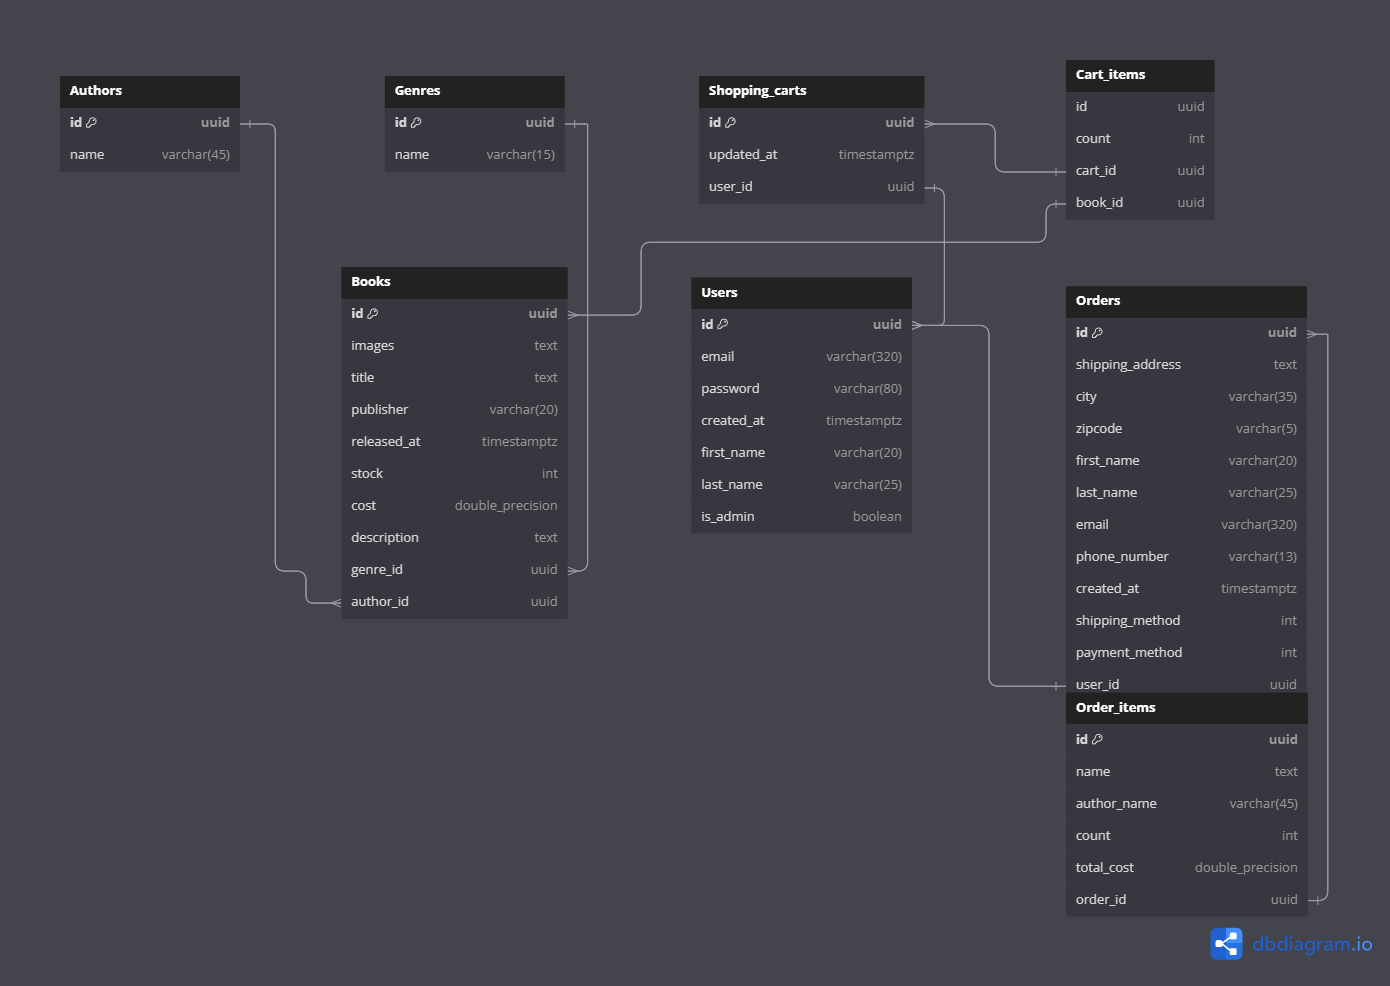 Authors
id uuid
name varchar(45)
Genres
id uuid
name varchar(15)
Shopping_carts
id uuid
updated_at timestamptz
user_id uuid
Cart_items
id uuid
count int
cart_id uuid
book_id uuid
Books
id uuid
images text
title text
publisher varchar(20)
released_at timestamptz
stock int
cost double_precision
description text
genre_id uuid
author_id uuid
Users
id uuid
email varchar(320)
password varchar(80)
created_at timestamptz
first_name varchar(20)
last_name varchar(25)
is_admin boolean
Orders
id uuid
shipping_address text
city varchar(35)
zipcode varchar(5)
first_name varchar(20)
last_name varchar(25)
email varchar(320)
phone_number varchar(13)
created_at timestamptz
shipping_method int
payment_method int
user_id uuid
Order_items
id uuid
name text
author_name varchar(45)
count int
total_cost double_precision
order_id uuid
dbdiagram.io